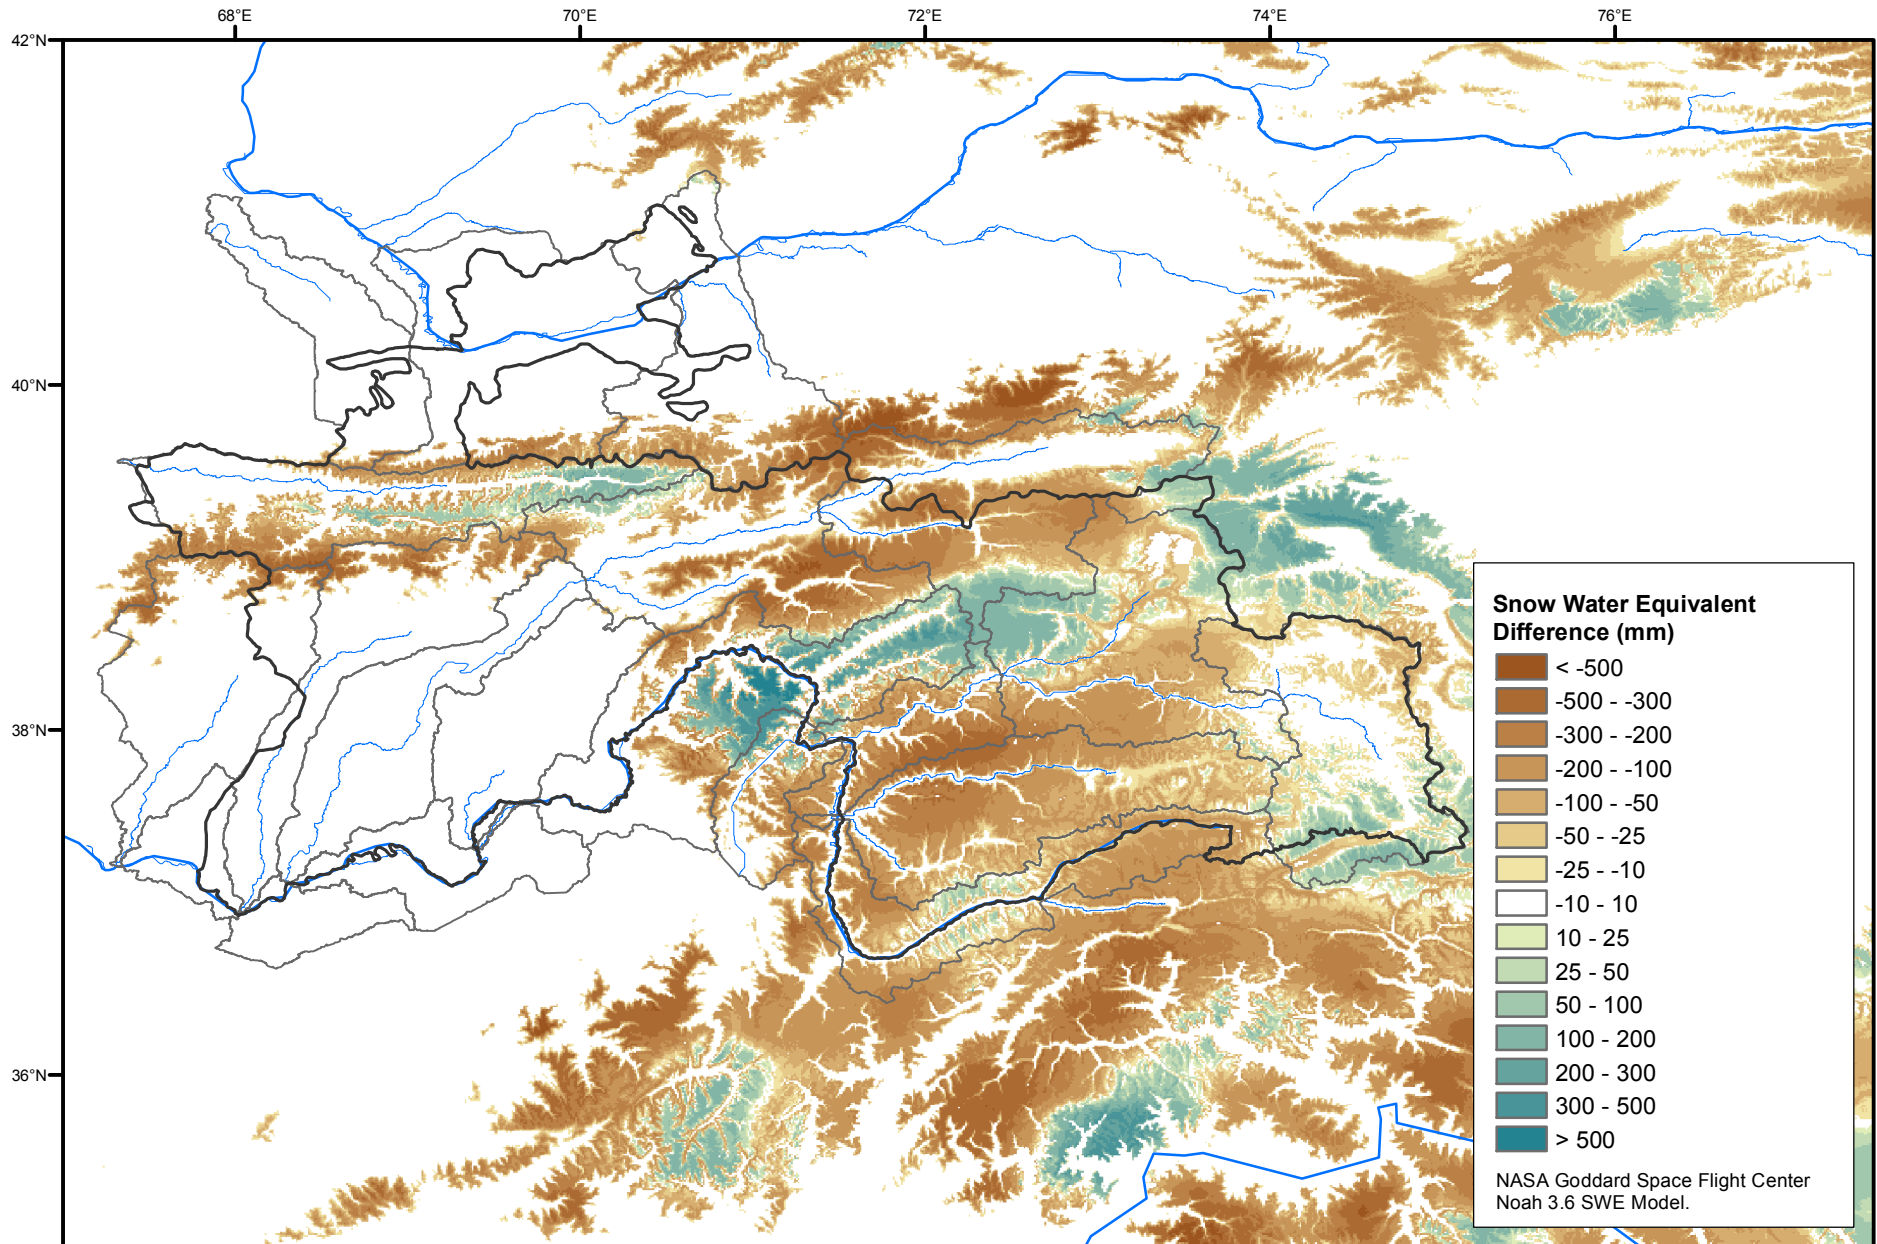 68°E
70°E
72°E
74°E
76°E
42°N
40°N
38°N
36°N
Snow Water Equivalent
Difference (mm)
< -500
-500 - -300
-300 - -200
-200 - -100
-100 - -50
-50 - -25
-25 - -10
-10 - 10
10 - 25
25 - 50
50 - 100
100 - 200
200 - 300
300 - 500
> 500
NASA Goddard Space Flight Center
Noah 3.6 SWE Model.